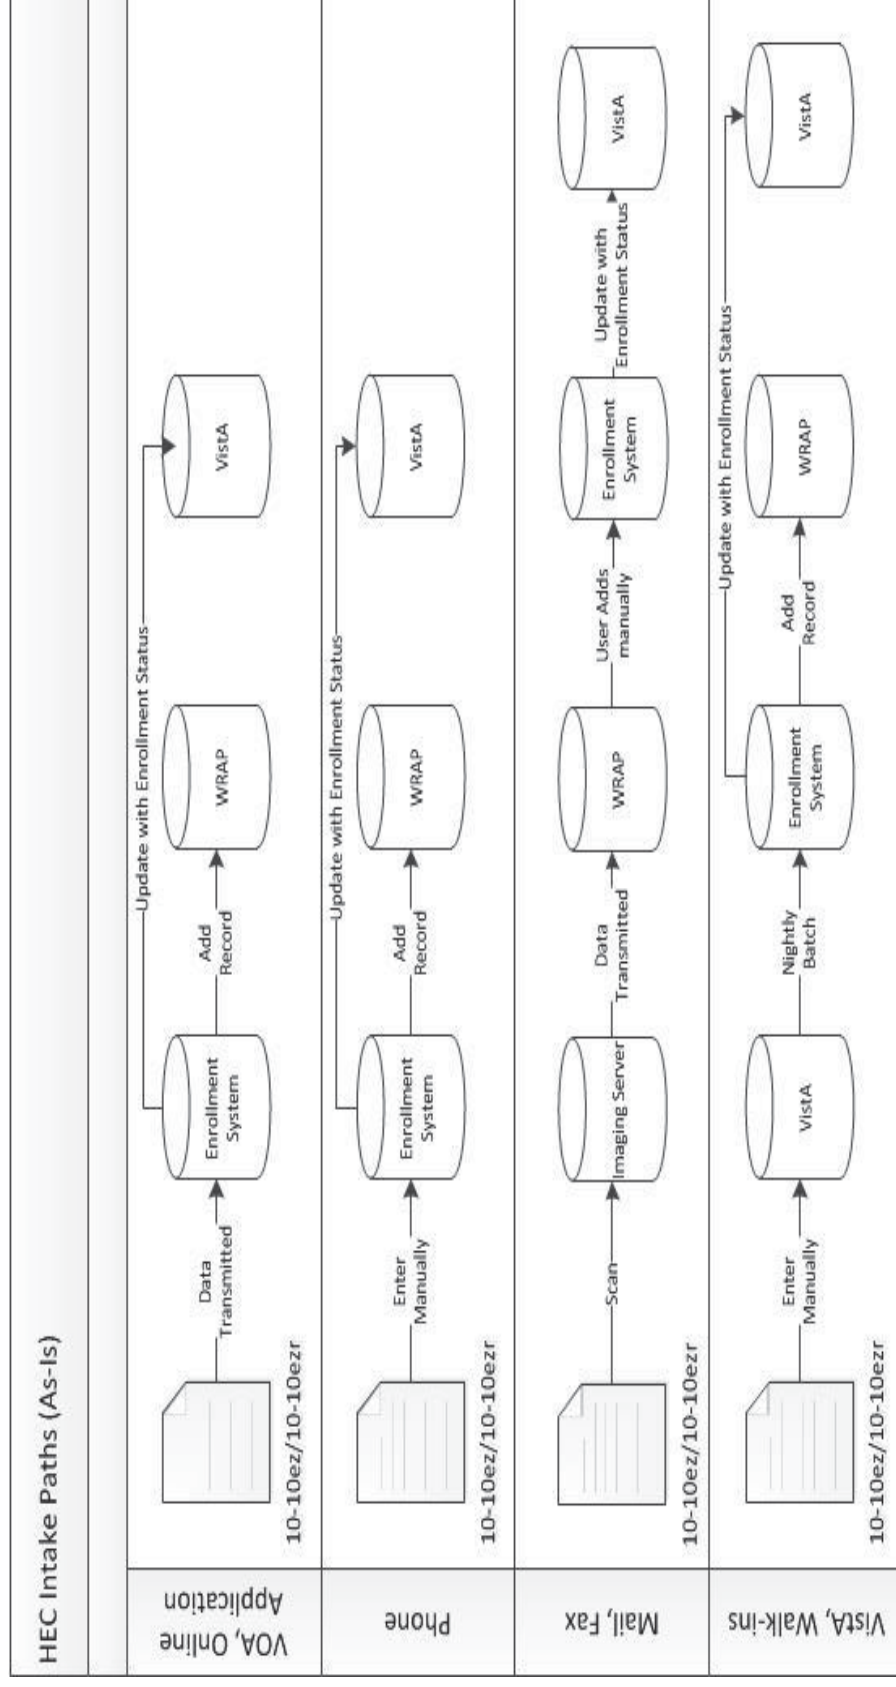 HEC Intake Paths (As-Is)
VOA, Online
Application
10-10ez/10-10ezr
Data
Transmitted
Enrollment
System
Add
Record
WRAP
Update with Enrollment Status
VistA
Phone
10-10ez/10-10ezr
Enter
Manually
Enrollment
System
Add
Record
WRAP
Update with Enrollment Status
VistA
Mail, Fax
10-10ez/10-10ezr
Scan
Imaging Server
Data
Transmitted
WRAP
User Adds
manually
Enrollment
System
Update with
Enrollment Status
VistA
VistA, Walk-ins
10-10ez/10-10ezr
Enter
Manually
VistA
Nightly
Batch
Enrollment
System
Add
Record
WRAP
Update with Enrollment Status
VistA